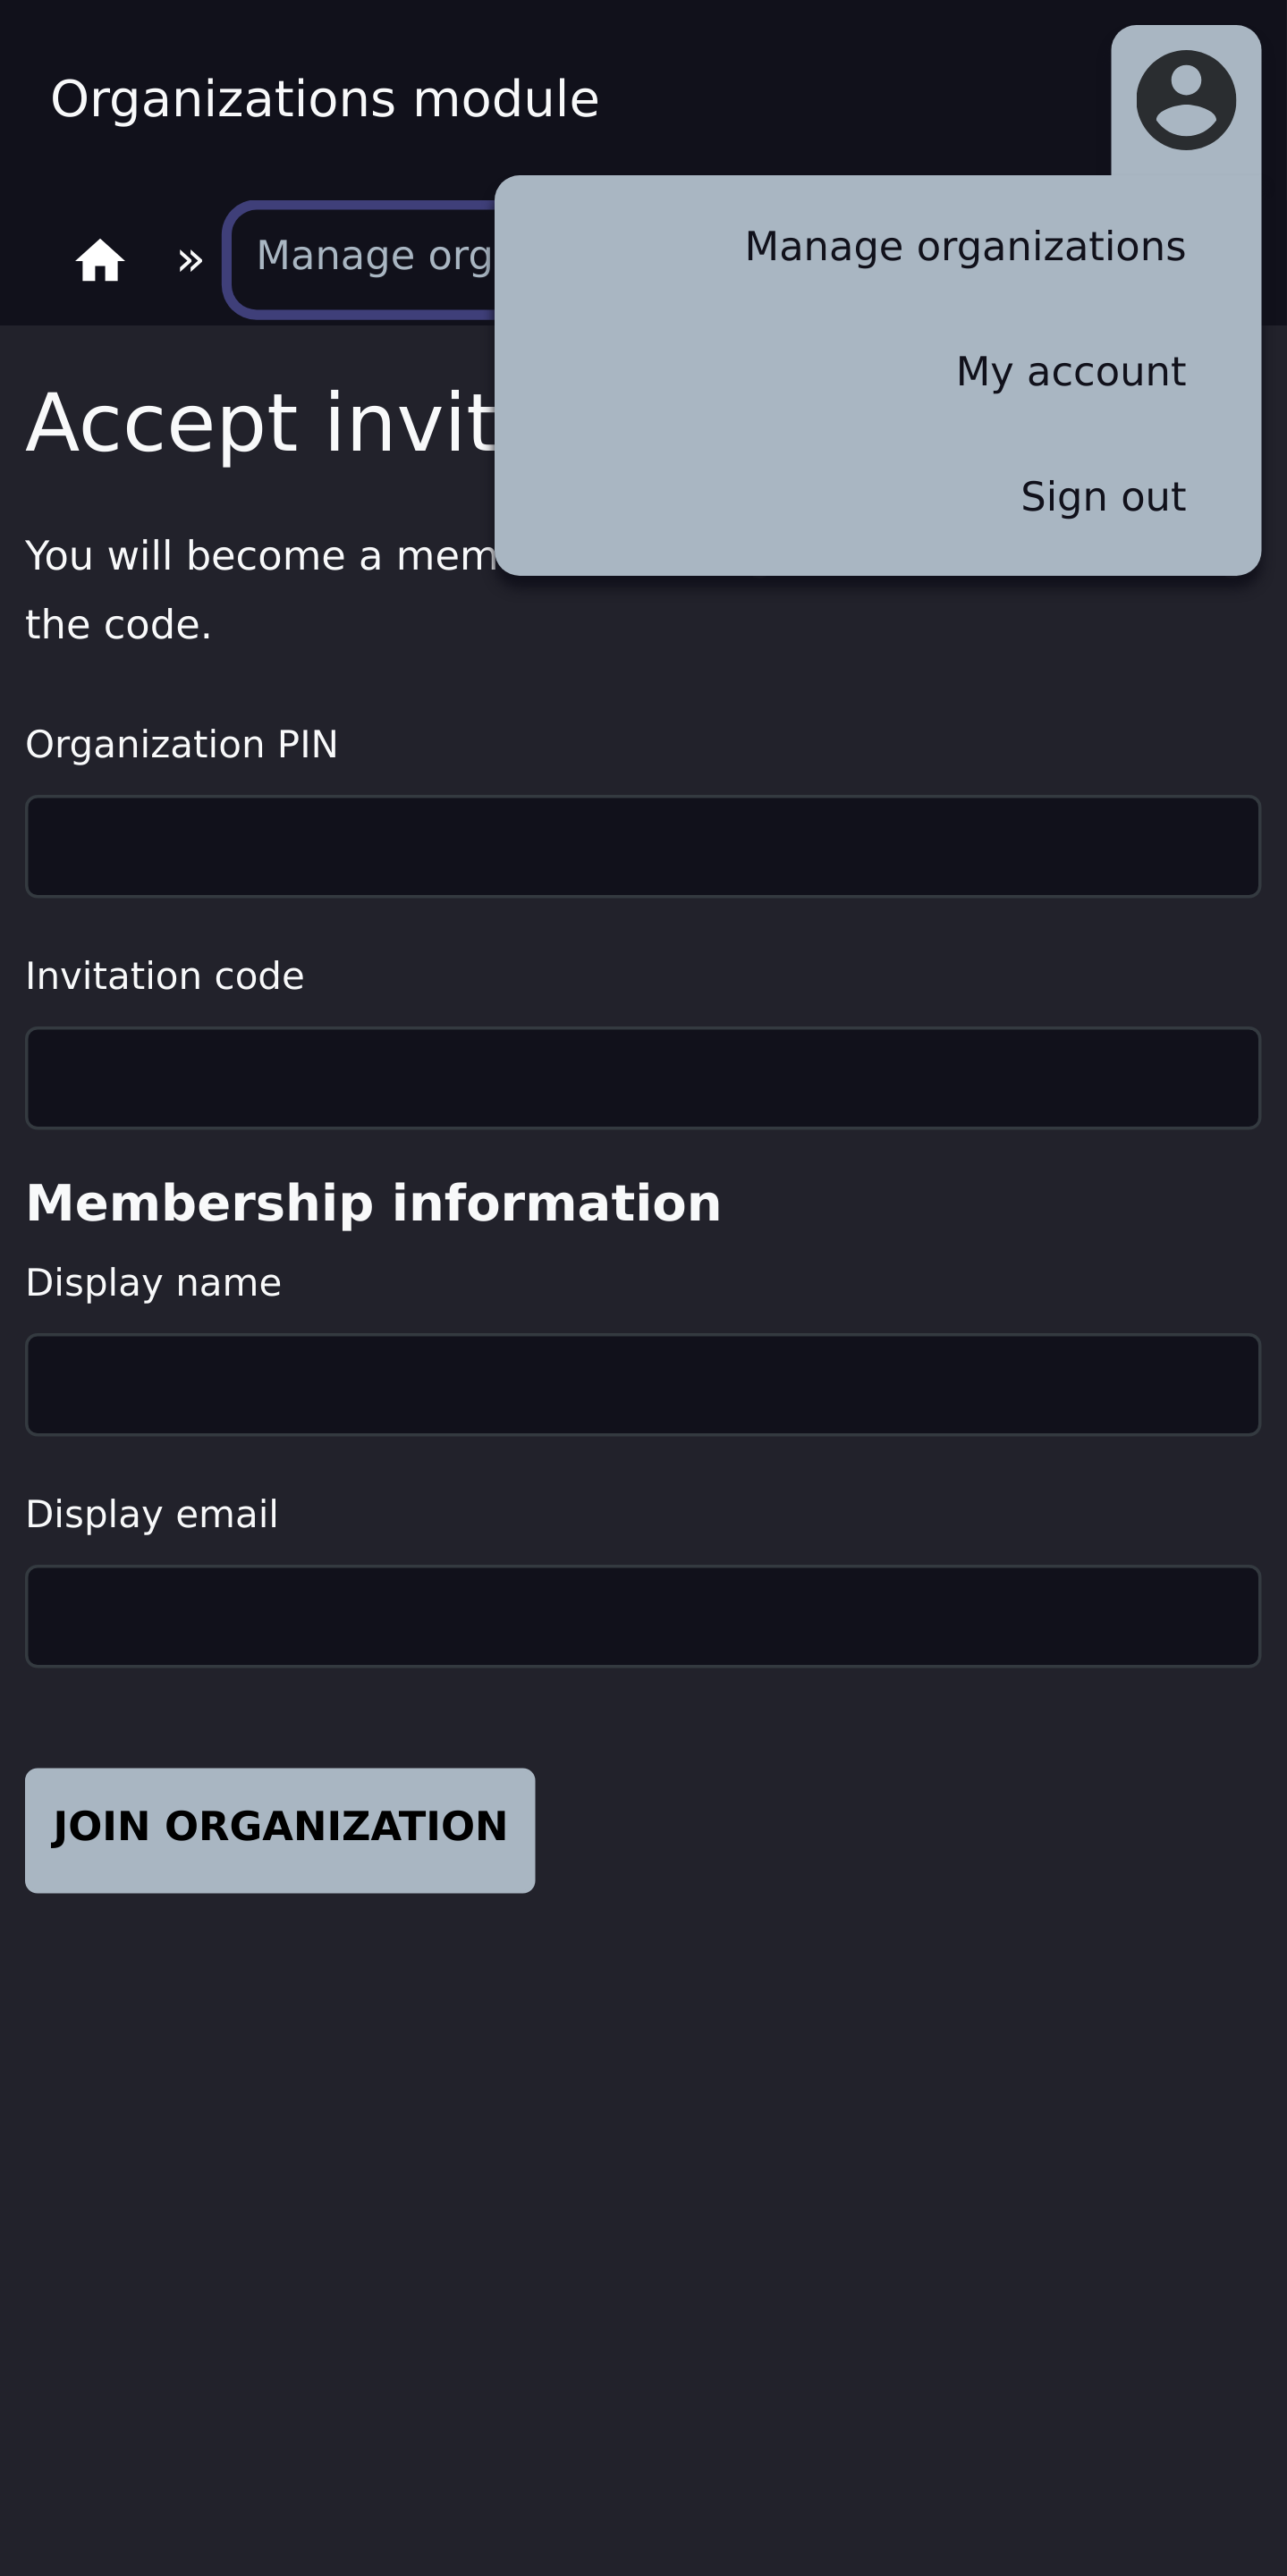 Organizations module
» Manage org
Manage organizations
My account
Sign out
Accept invit
You will become a mem
the code.
Organization PIN
Invitation code
Membership information
Display name
Display email
JOIN ORGANIZATION